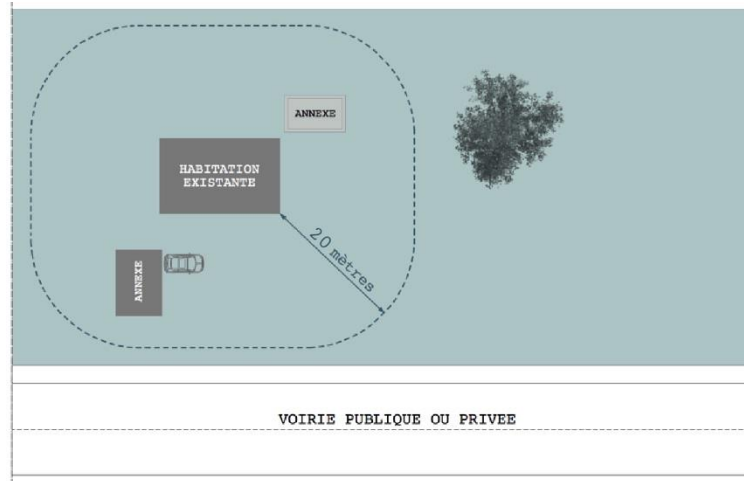 ANNEXE
HABITATION
EXISTANTE
20 mètres
ANNEXE
VOIRIE PUBLIQUE OU PRIVEE